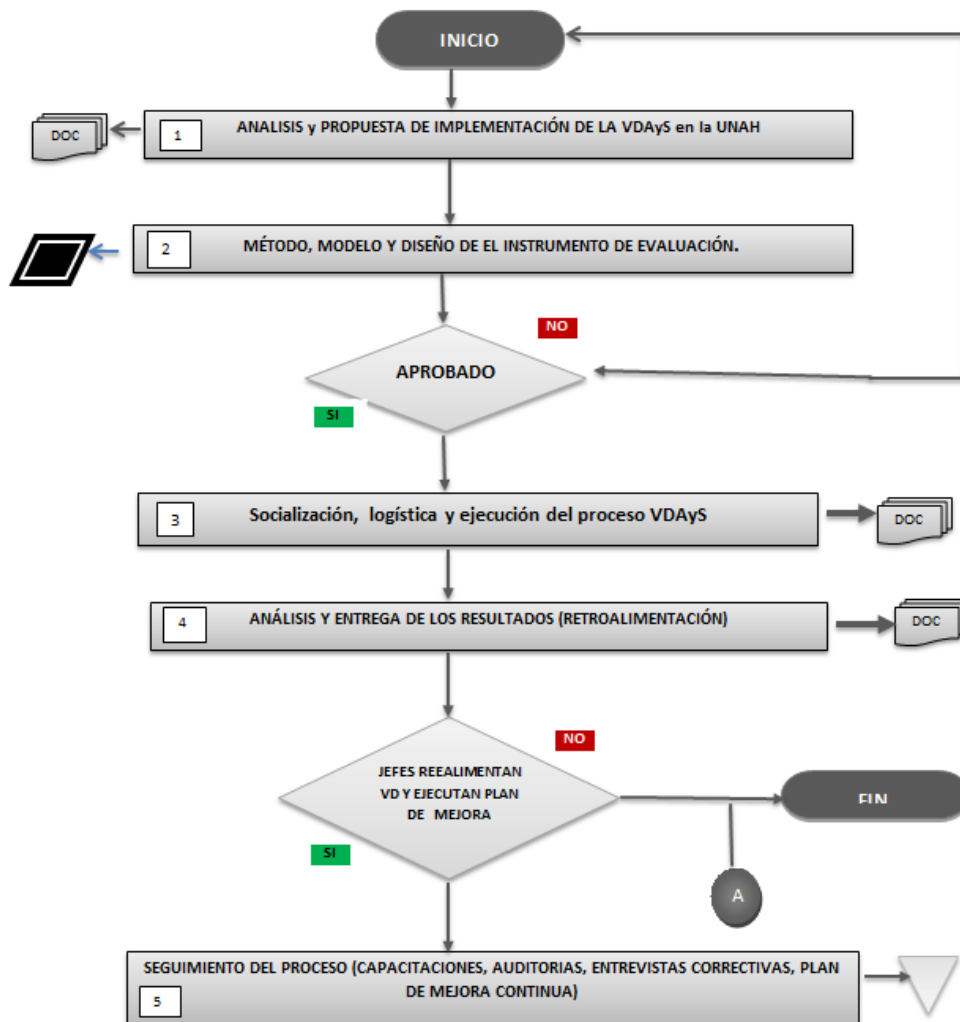 INICIO
ANALISIS y PROPUESTA DE IMPLEMENTACIÓN DE LA VDAyS en la UNAH
1
DOC
MÉTODO, MODELO Y DISEÑO DE EL INSTRUMENTO DE EVALUACIÓN.
2
NO
APROBADO
SI
3
Socialización, logística y ejecución del proceso VDAyS
DOC
4
ANÁLISIS Y ENTREGA DE LOS RESULTADOS (RETROALIMENTACIÓN)
DOC
NO
JEFES REEALIMENTAN
VD Y EJECUTAN PLAN
DE MEJORA
FIN
SI
A
SEGUIMIENTO DEL PROCESO (CAPACITACIONES, AUDITORIAS, ENTREVISTAS CORRECTIVAS, PLAN
DE MEJORA CONTINUA)
5